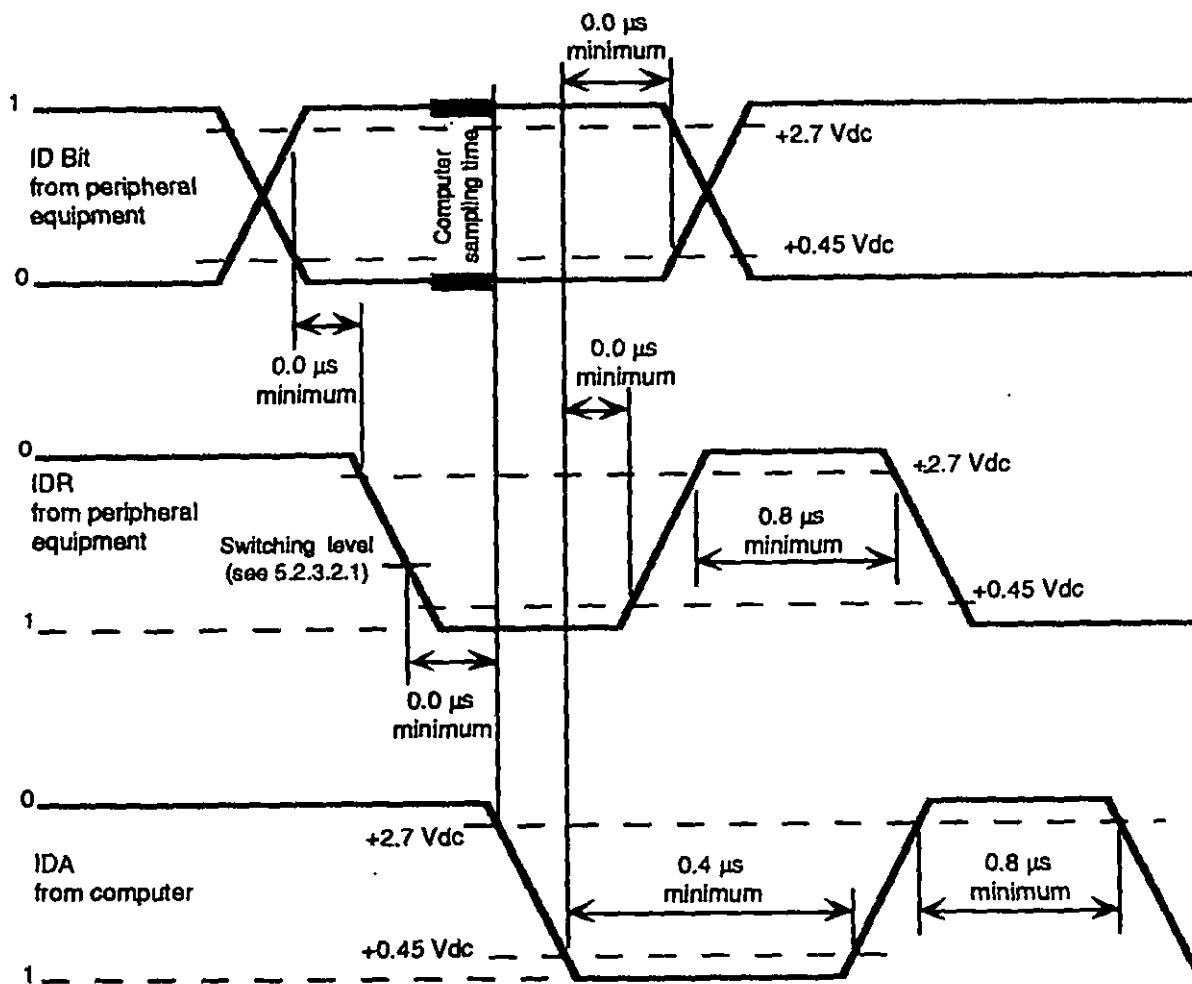 0.0 µs
minimum
1
+2.7 Vdc
ID Bit
from peripheral
equipment
Computer
sampling time
+0.45 Vdc
0
0.0 µs
minimum
0.0 µs
minimum
0
+2.7 Vdc
IDR
from peripheral
equipment
0.8 µs
minimum
Switching level
(see 5.2.3.2.1)
+0.45 Vdc
1
0.0 µs
minimum
0
+2.7 Vdc
IDA
from computer
0.4 µs
minimum
0.8 µs
minimum
+0.45 Vdc
1